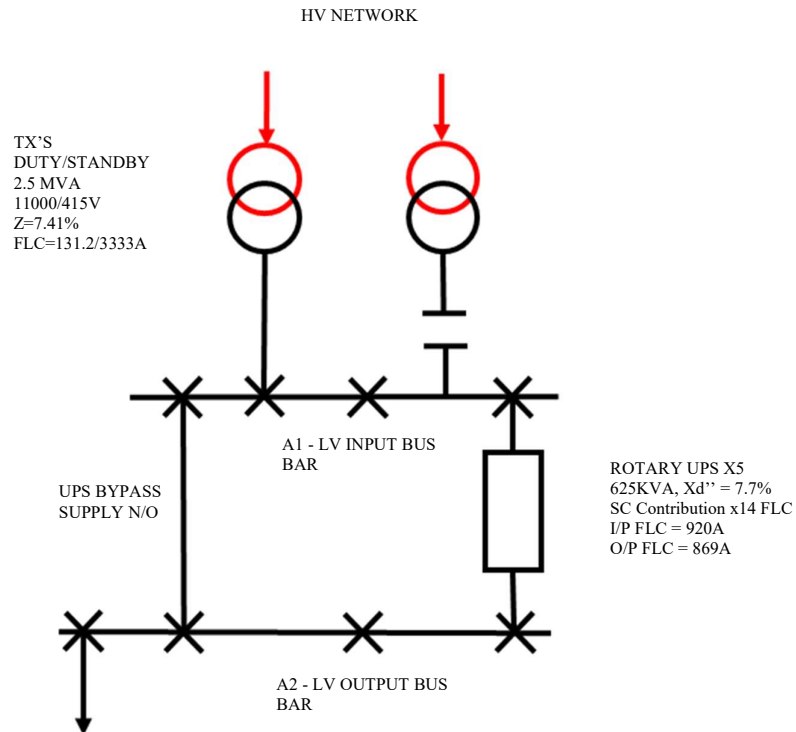 HV NETWORK
TX’S
DUTY/STANDBY
2.5 MVA
11000/415V
Z=7.41%
FLC=131.2/3333A
A1 - LV INPUT BUS
BAR
UPS BYPASS
SUPPLY N/O
ROTARY UPS X5
625KVA, Xd’’ = 7.7%
SC Contribution x14 FLC
I/P FLC = 920A
O/P FLC = 869A
A2 - LV OUTPUT BUS
BAR